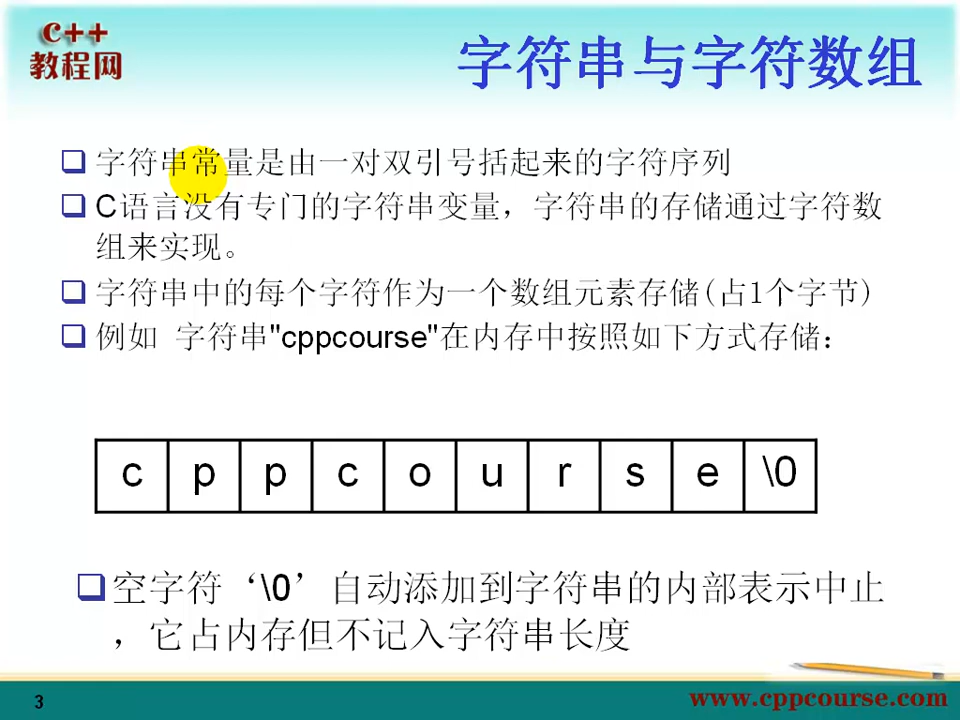 C++
教程网
字符串与字符数组
字符串常量是由一对双引号括起来的字符序列
C语言没有专门的字符串变量，字符串的存储通过字符数
组来实现。
字符串中的每个字符作为一个数组元素存储(占1个字节)
例如 字符串"cppcourse"在内存中按照如下方式存储：
c p p c o u r s e \0
空字符‘\0’自动添加到字符串的内部表示中止
，它占内存但不记入字符串长度
3
www.cppcourse.com